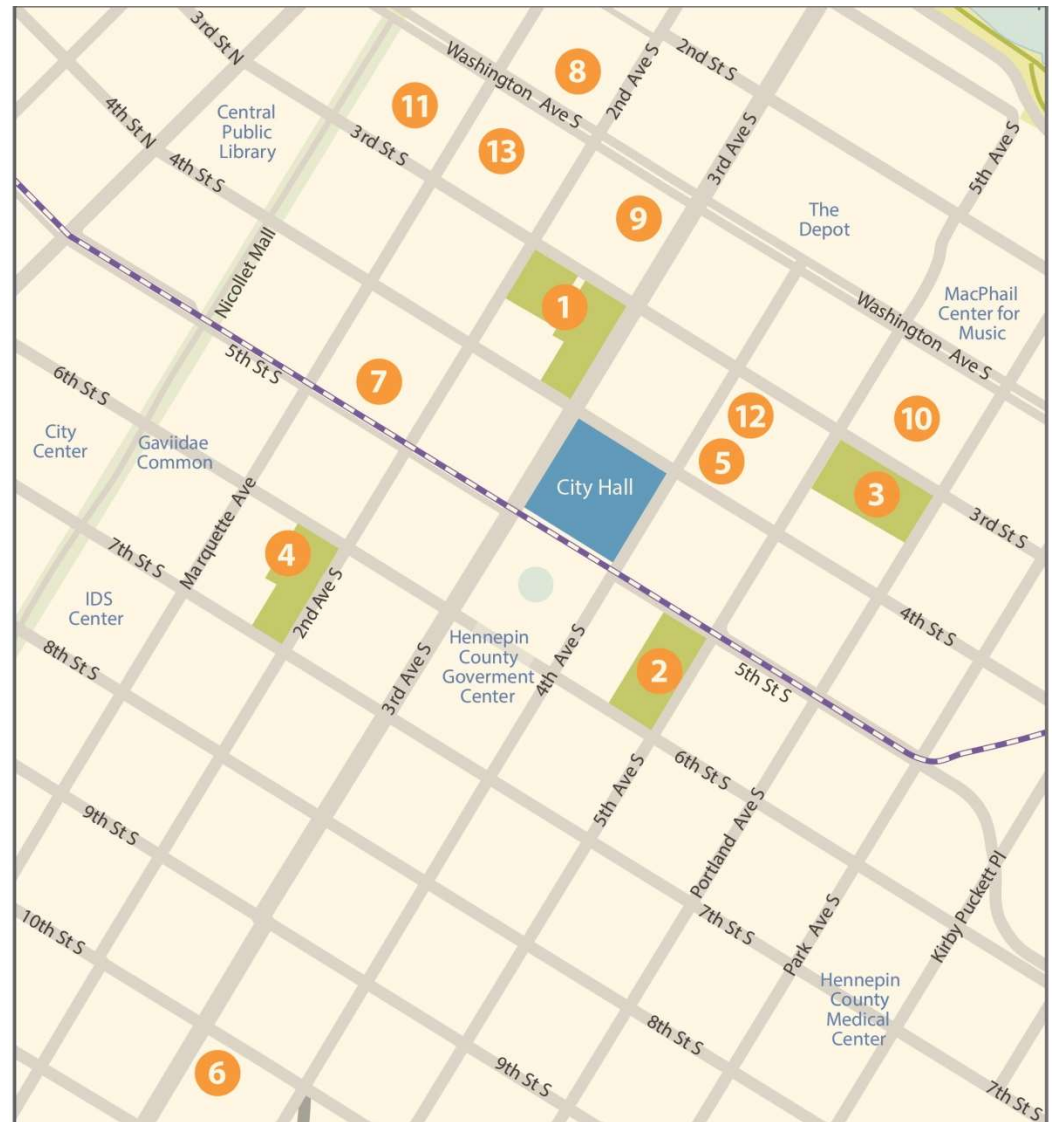 3rd St N
Washington Ave S
8
2nd Ave S
2nd St S
11
Central
Public
Library
4th St N
4th St S
3rd St S
13
3rd Ave S
5th Ave S
The
Depot
9
Nicollet Mall
1
MacPhail
Center for
Music
Washington Ave S
5th St S
7
6th St S
City
Center
Gaviidae
Common
12
10
5
City Hall
3
3rd St S
Marquette Ave
4
7th St S
2nd Ave S
IDS
Center
8th St S
Hennepin
County
Goverment
Center
3rd Ave S
4th Ave S
2
5th St S
4th St S
6th St S
5th Ave S
Portland Ave S
9th St S
10th St S
7th St S
Park Ave S
Kirby Puckett Pl
Hennepin
County
Medical
Center
8th St S
9th St S
6
7th St S